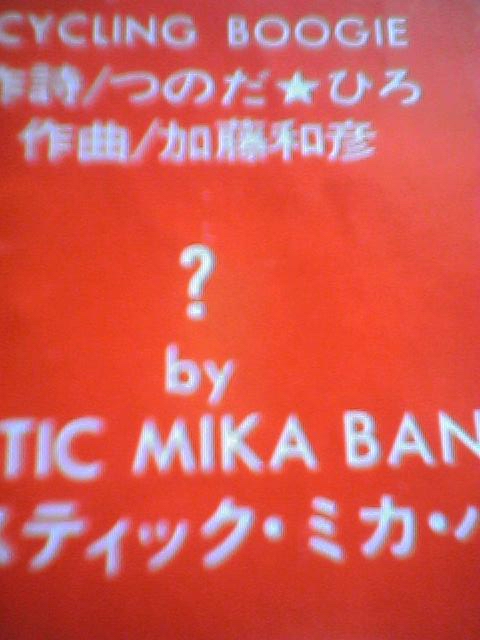 CYCLING BOOGIE
作詩/つのだ★ひろ
作曲/加藤和彦
?
by
TIC MIKA BAN
スティック・ミカ・バ